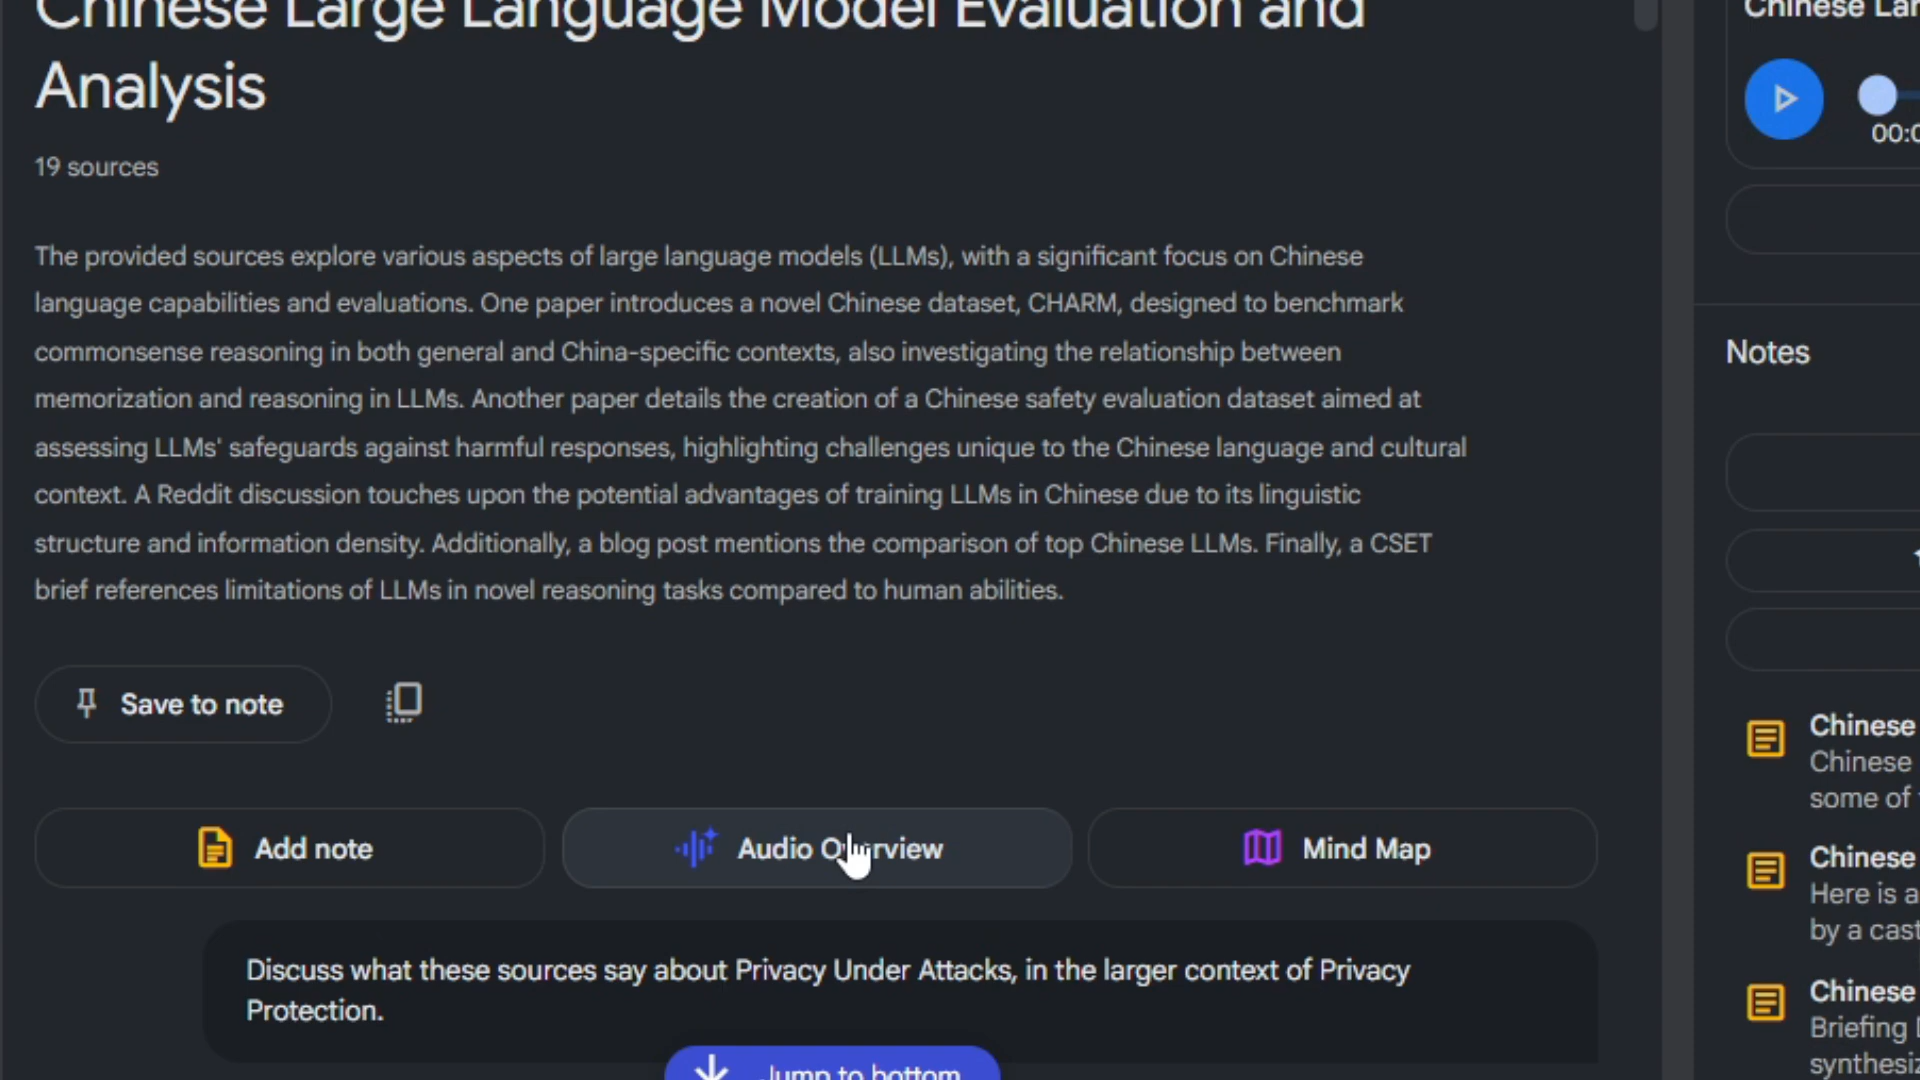 Chinese Large Language Model Evaluation and
Analysis
19 sources
The provided sources explore various aspects of large language models (LLMs), with a significant focus on Chinese
language capabilities and evaluations. One paper introduces a novel Chinese dataset, CHARM, designed to benchmark
commonsense reasoning in both general and China-specific contexts, also investigating the relationship between
memorization and reasoning in LLMs. Another paper details the creation of a Chinese safety evaluation dataset aimed at
assessing LLMs' safeguards against harmful responses, highlighting challenges unique to the Chinese language and cultural
context. A Reddit discussion touches upon the potential advantages of training LLMs in Chinese due to its linguistic
structure and information density. Additionally, a blog post mentions the comparison of top Chinese LLMs. Finally, a CSET
brief references limitations of LLMs in novel reasoning tasks compared to human abilities.
Save to note
Add note
Audio Overview
Mind Map
Discuss what these sources say about Privacy Under Attacks, in the larger context of Privacy
Protection.
Jump to bottom
Chinese
Notes
Chinese
Chinese
some of
Chinese
Here is a
by a
Chinese
Briefing